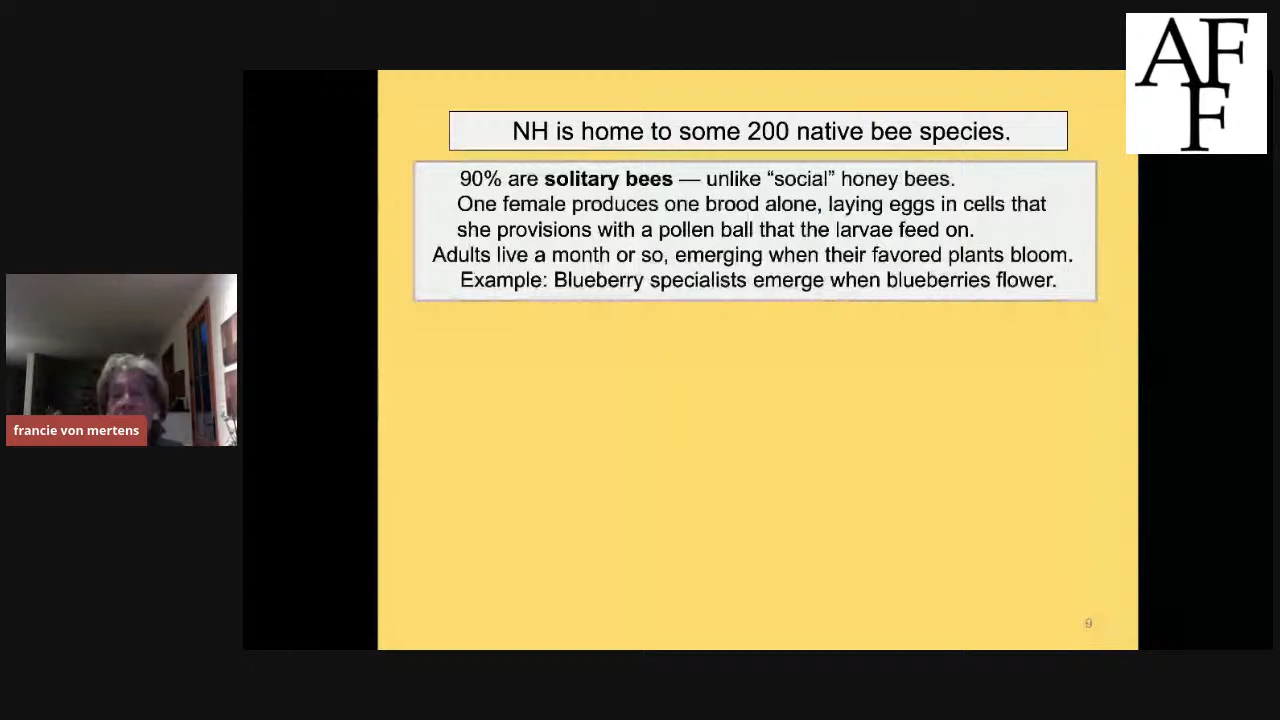 AF
F
NH is home to some 200 native bee species.
90% are solitary bees — unlike “social” honey bees.
One female produces one brood alone, laying eggs in cells that
she provisions with a pollen ball that the larvae feed on.
Adults live a month or so, emerging when their favored plants bloom.
Example: Blueberry specialists emerge when blueberries flower.
francie von mertens
9